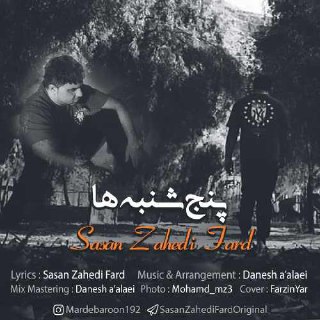 پنج شنبه ها
Sasan Zahedi Fard
Lyrics : Sasan Zahedi Fard Music & Arrangement : Danesh a'alaei
Mix Mastering : Danesh a'alaei Photo : Mohamd_mz3 Cover : FarzinYar
Mardebaroon192 SasanZahediFardOriginal